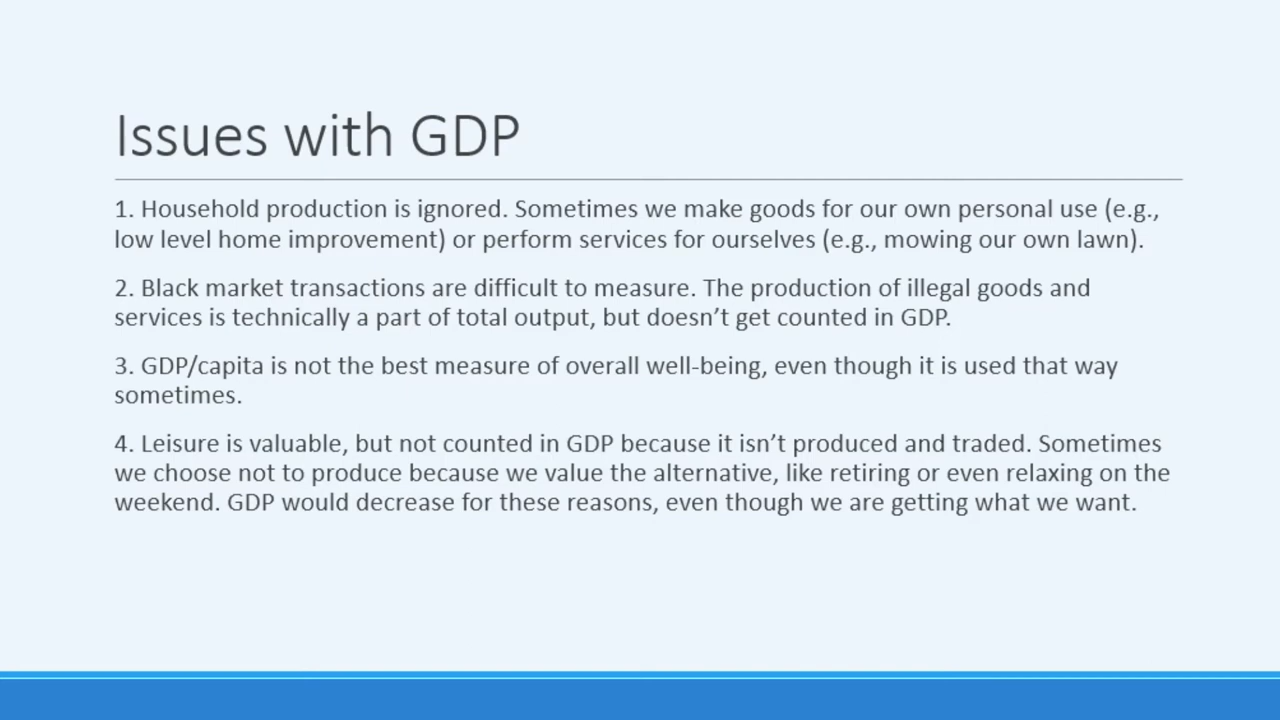 Issues with GDP
1. Household production is ignored. Sometimes we make goods for our own personal use (e.g.,
low level home improvement) or perform services for ourselves (e.g., mowing our own lawn).
2. Black market transactions are difficult to measure. The production of illegal goods and
services is technically a part of total output, but doesn’t get counted in GDP.
3. GDP/capita is not the best measure of overall well-being, even though it is used that way
sometimes.
4. Leisure is valuable, but not counted in GDP because it isn’t produced and traded. Sometimes
we choose not to produce because we value the alternative, like retiring or even relaxing on the
weekend. GDP would decrease for these reasons, even though we are getting what we want.